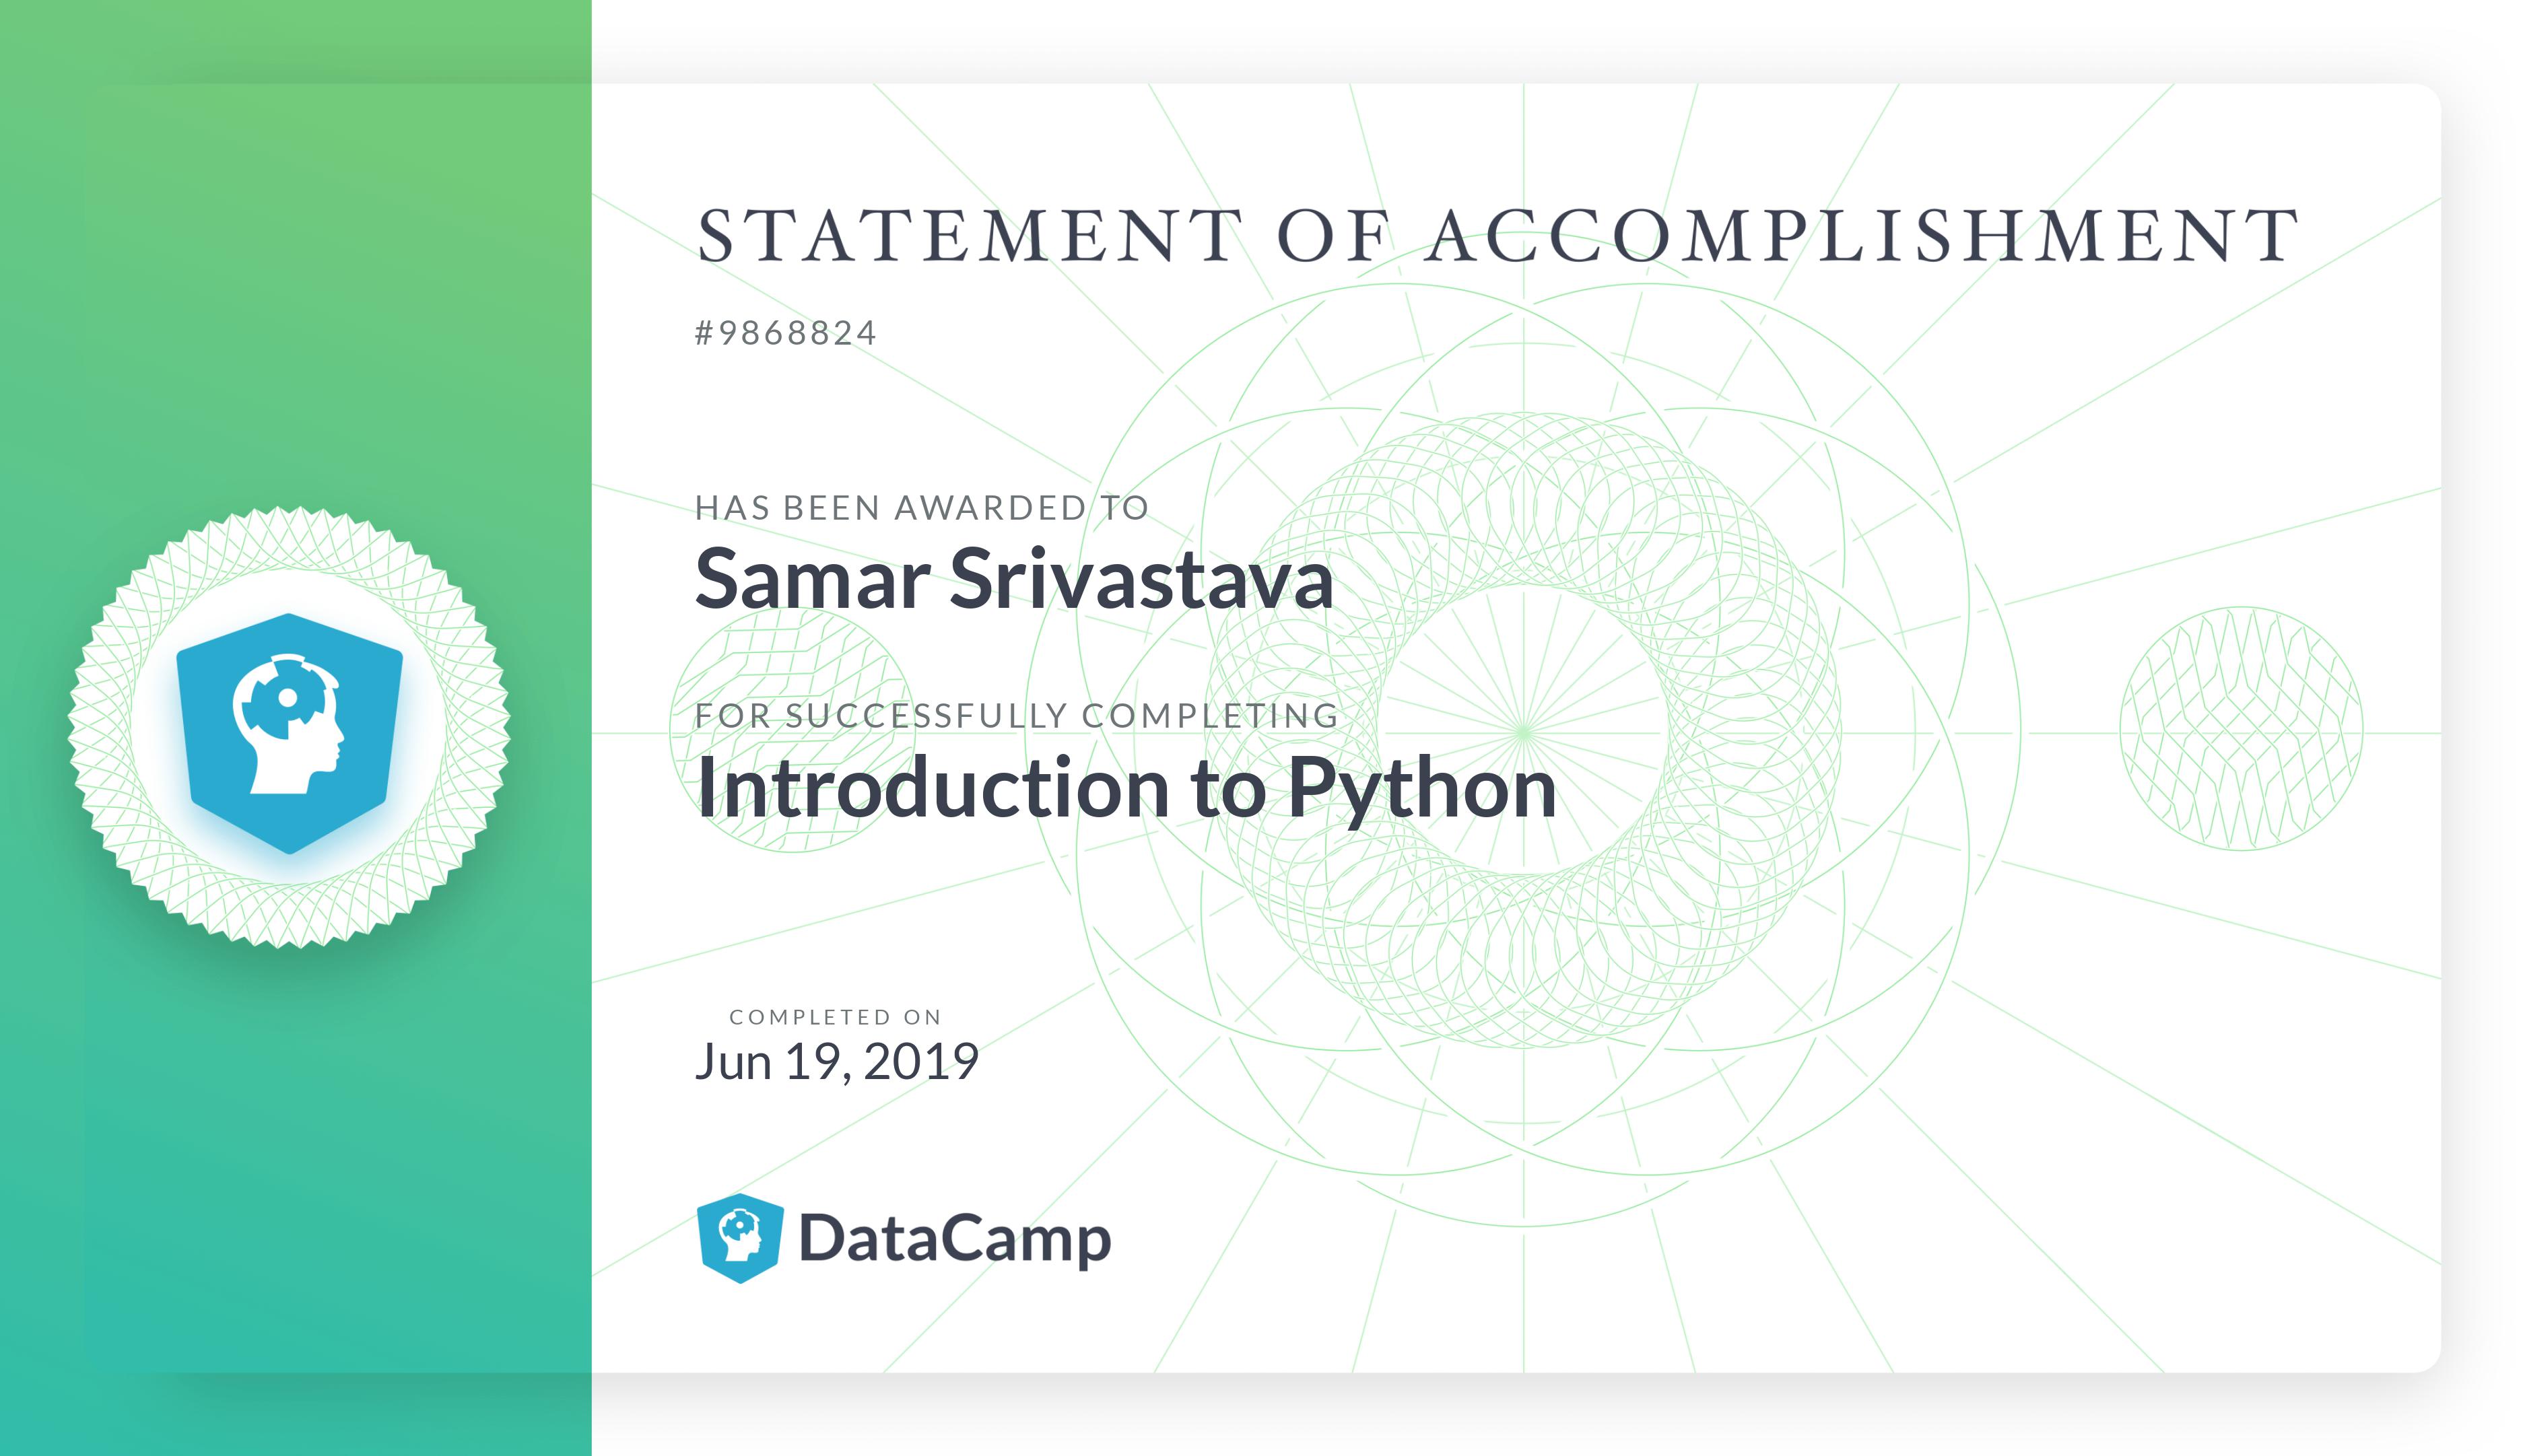 STATEMENT OF ACCOMPLISHMENT
#9868824
HAS BEEN AWARDED TO
Samar Srivastava
FOR SUCCESSFULLY COMPLETING
Introduction to Python
COMPLETED ON
Jun 19, 2019
DataCamp